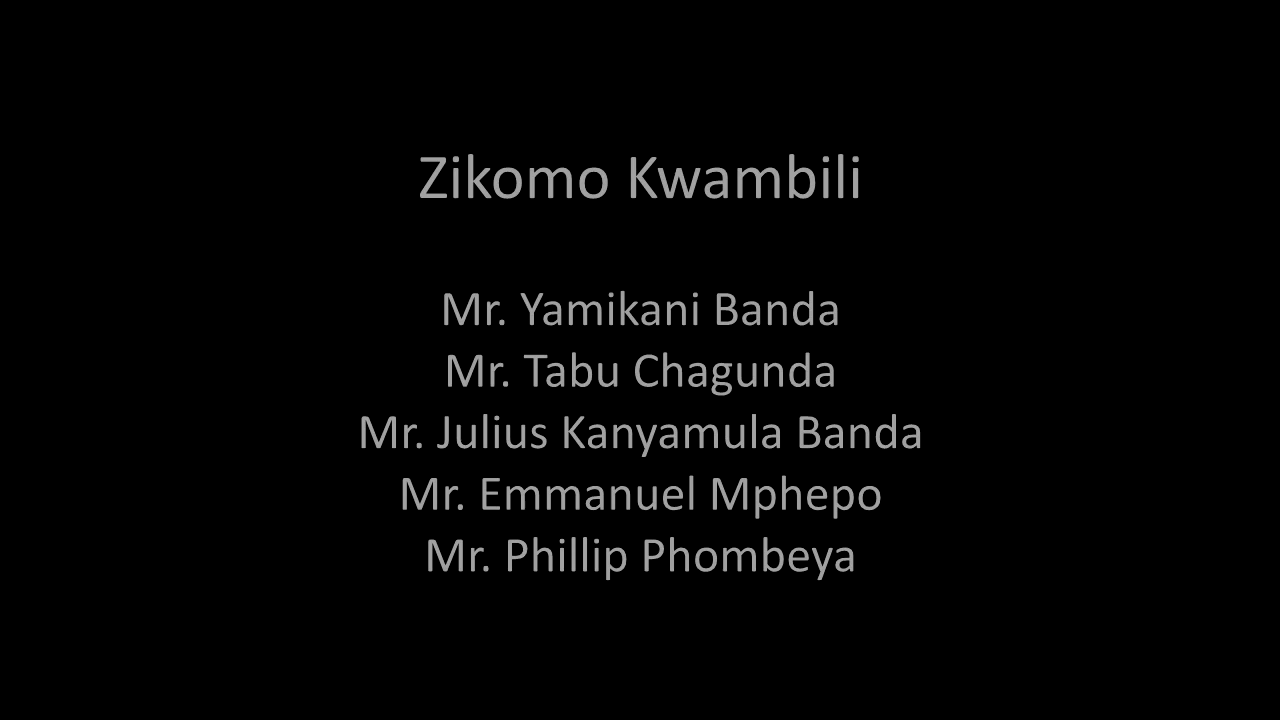 Zikomo Kwambili
Mr. Yamikani Banda
Mr. Tabu Chagunda
Mr. Julius Kanyamula Banda
Mr. Emmanuel Mphepo
Mr. Phillip Phombeya